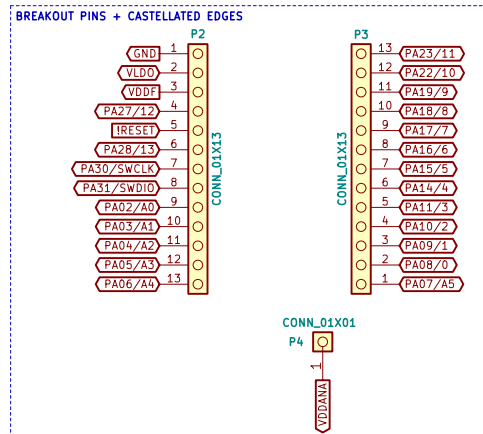 BREAKOUT PINS + CASTELLATED EDGES
P2
GND 1
VLDO 2
VDDF 3
PA27/12 4
!RESET 5
PA28/13 6
PA30/SWCLK 7
PA31/SWDIO 8
PA02/A0 9
PA03/A1 10
PA04/A2 11
PA05/A3 12
PA06/A4 13
CONN_01X13
P3
13 PA23/11
12 PA22/10
11 PA19/9
10 PA18/8
9 PA17/7
8 PA16/6
7 PA15/5
6 PA14/4
5 PA11/3
4 PA10/2
3 PA09/1
2 PA08/0
1 PA07/A5
CONN_01X13
CONN_01X01
P4
1
VDDANA